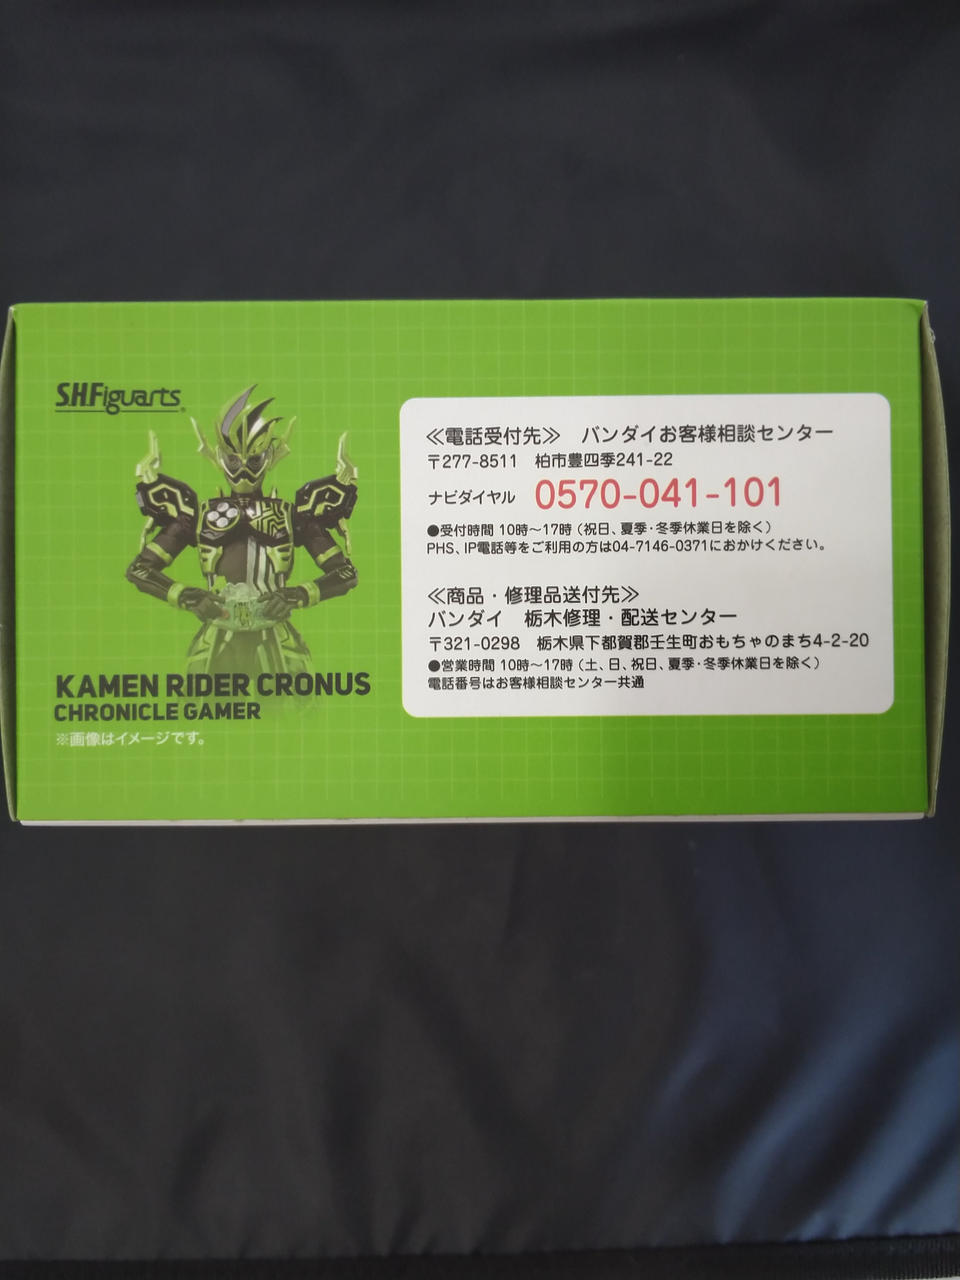 S.H.Figuarts
KAMEN RIDER CRONUS
CHRONICLE GAMER
※画像はイメージです。
≪電話受付先≫ バンダイお客様相談センター
〒277-8511 柏市豊四季241-22
ナビダイヤル 0570-041-101
●受付時間 10時～17時（祝日、夏季・冬季休業日を除く）
PHS、IP電話等をご利用の方は04-7146-0371におかけください。
≪商品・修理品送付先≫
バンダイ 栃木修理・配送センター
〒321-0298 栃木県下都賀郡壬生町おもちゃのまち4-2-20
●営業時間 10時～17時（土、日、祝日、夏季・冬季休業日を除く）
電話番号はお客様相談センター共通